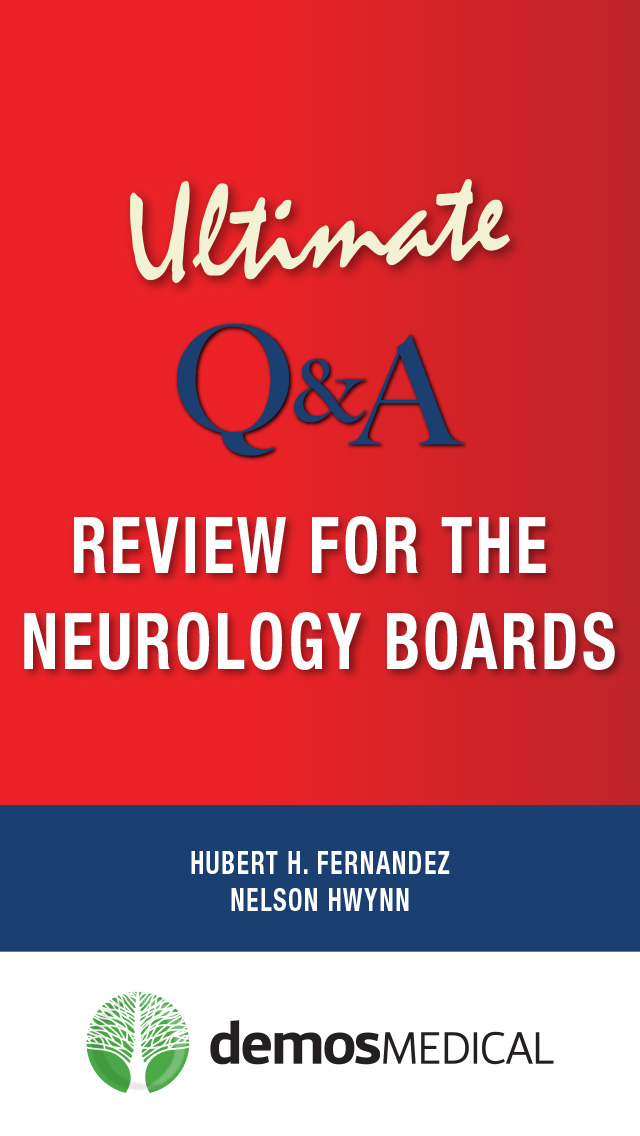 Ultimate
Q&A
REVIEW FOR THE
NEUROLOGY BOARDS
HUBERT H. FERNANDEZ
NELSON HWYNN
demosMEDICAL